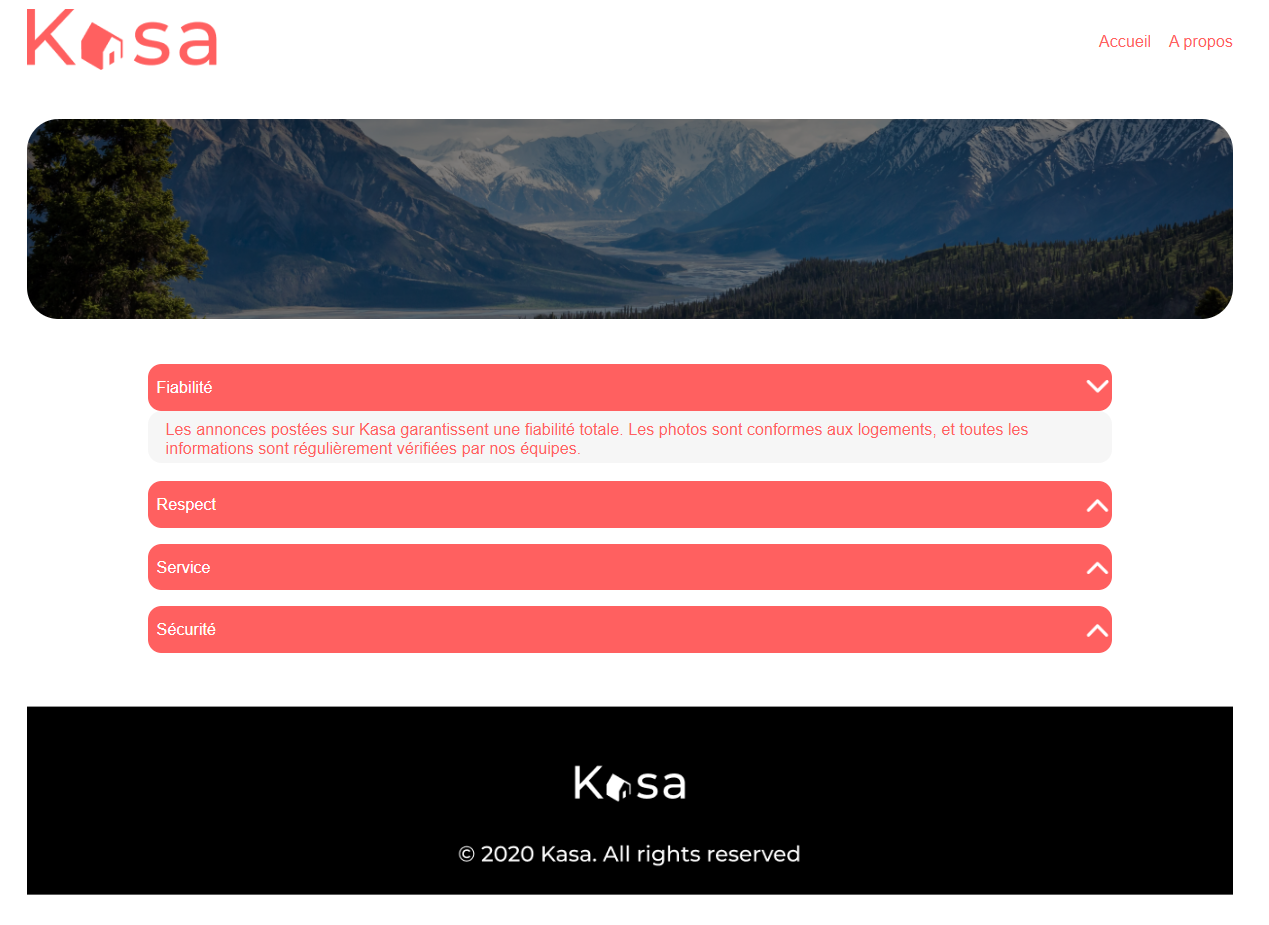 Kasa
Accueil A propos
Fiabilité
Les annonces postées sur Kasa garantissent une fiabilité totale. Les photos sont conformes aux logements, et toutes les
informations sont régulièrement vérifiées par nos équipes.
Respect
Service
Sécurité
Kasa
© 2020 Kasa. All rights reserved